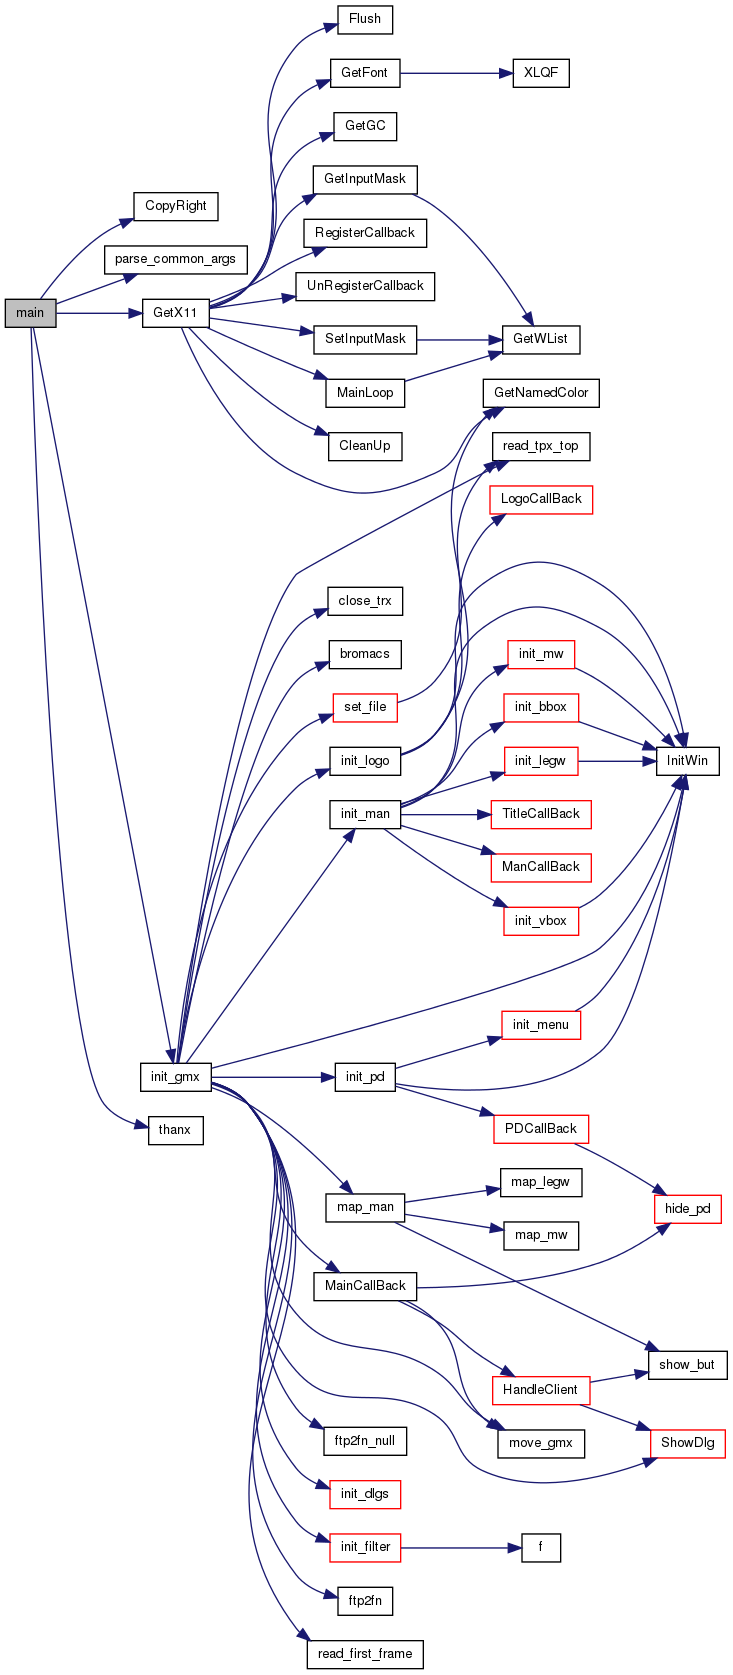 Flush
GetFont
XLQF
GetGC
GetInputMask
CopyRight
RegisterCallback
parse_common_args
UnRegisterCallback
main
GetX11
SetInputMask
GetWList
MainLoop
GetNamedColor
CleanUp
read_tpx_top
LogoCallBack
close_trx
bromacs
init_mw
set_file
init_bbox
init_logo
init_legw
InitWin
init_man
TitleCallBack
ManCallBack
init_vbox
init_menu
init_gmx
init_pd
thanx
PDCallBack
map_legw
map_man
hide_pd
map_mw
MainCallBack
show_but
HandleClient
ftp2fn_null
move_gmx
ShowDlg
init_dlgs
init_filter
f
ftp2fn
read_first_frame